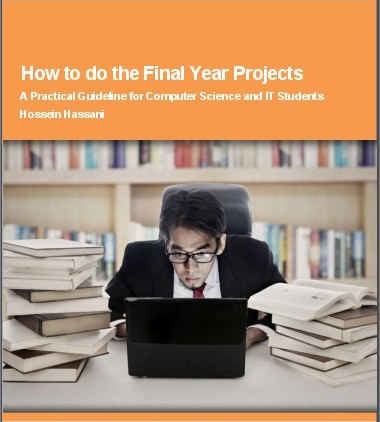 How to do the Final Year Projects
A Practical Guideline for Computer Science and IT Students
Hossein Hassani